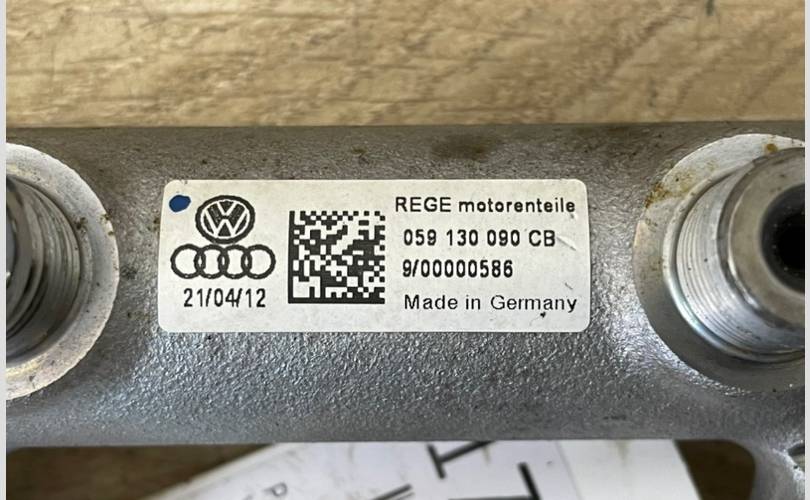 REGE motorenteile
059 130 090 CB
9/00000586
Made in Germany
21/04/12